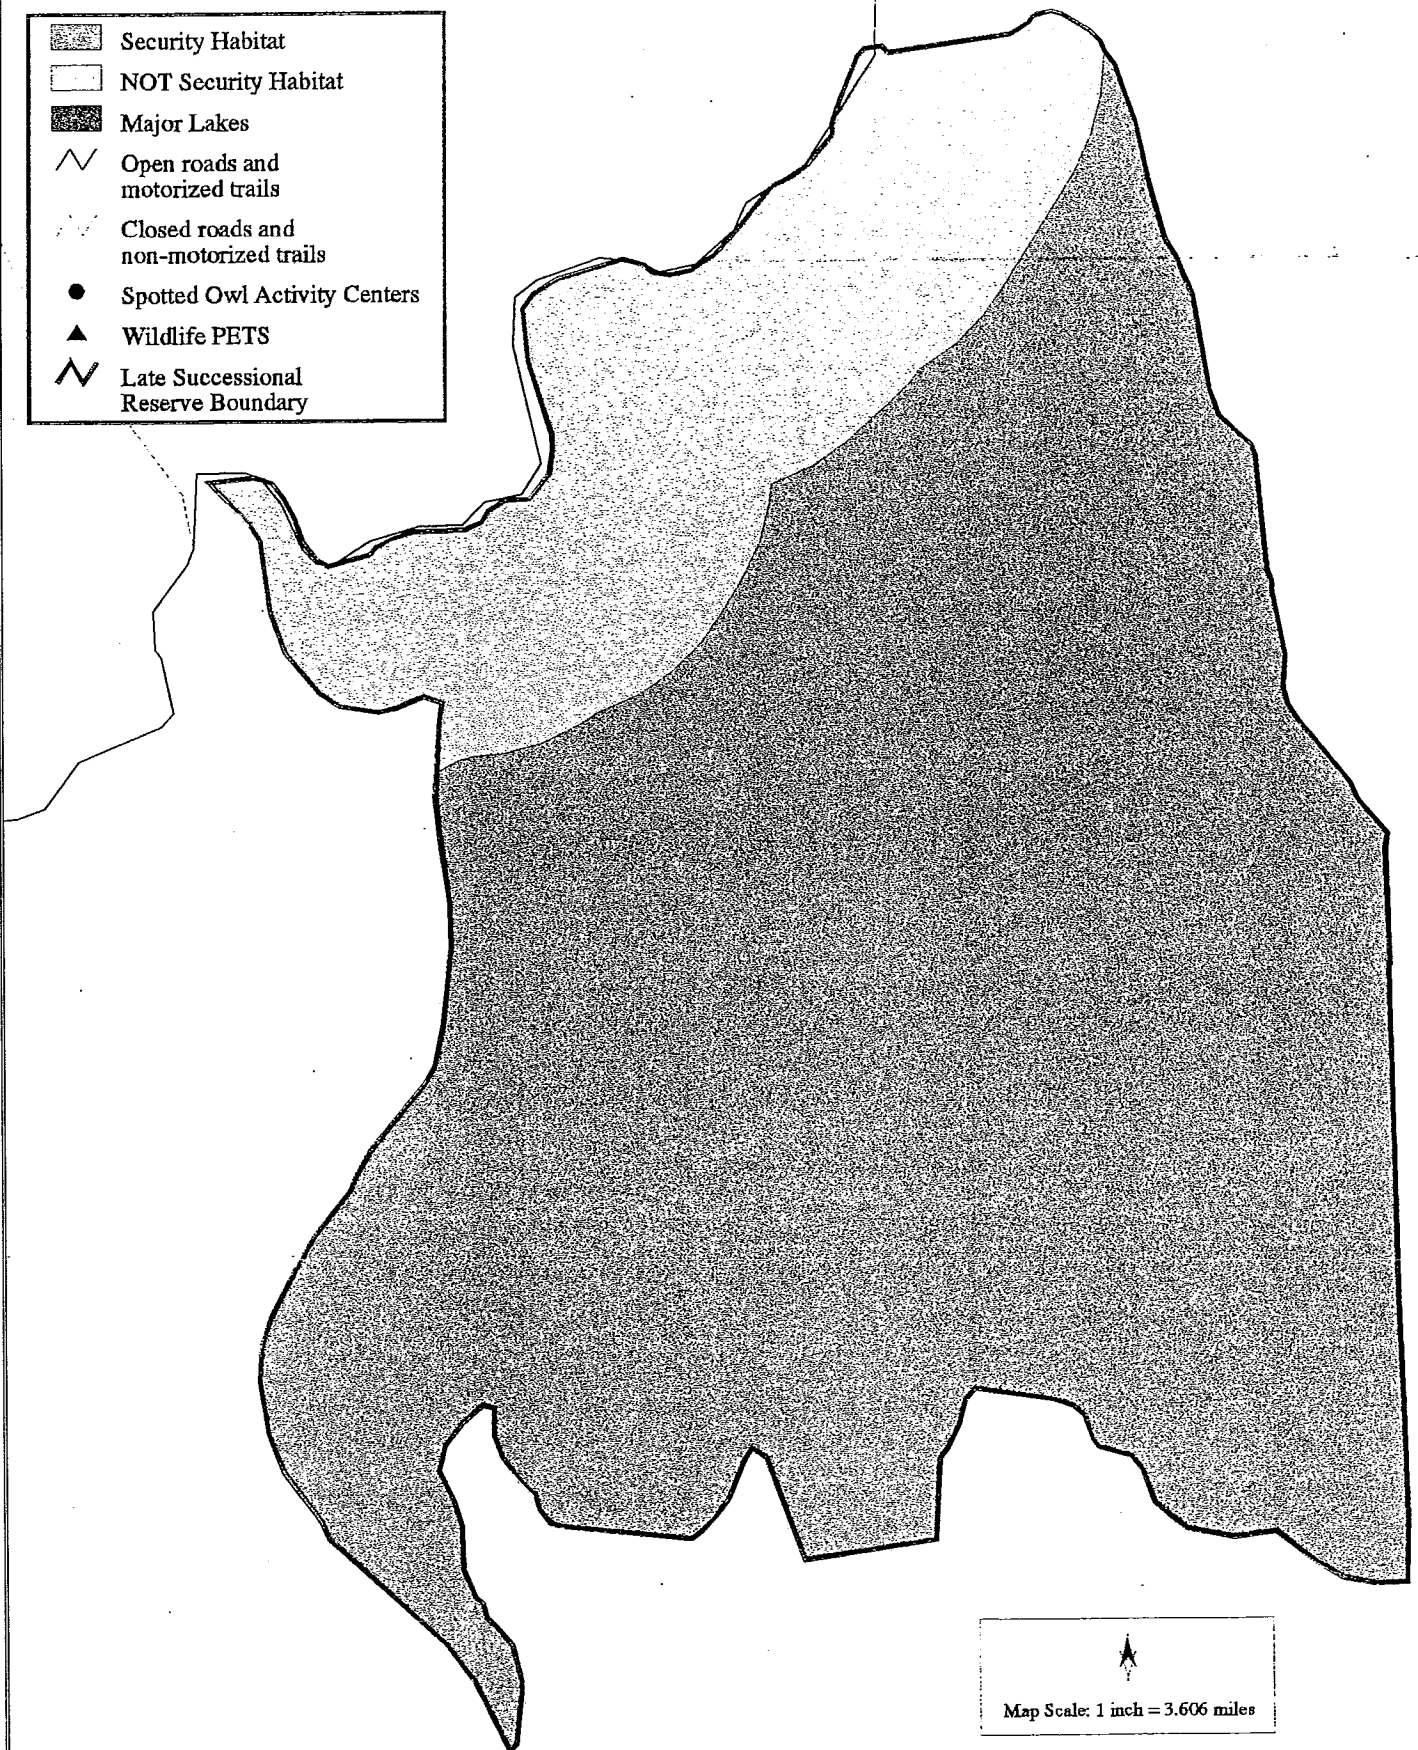 Security Habitat
NOT Security Habitat
Major Lakes
Open roads and
motorized trails
Closed roads and
non-motorized trails
Spotted Owl Activity Centers
Wildlife PETS
Late Successional
Reserve Boundary
Map Scale: 1 inch = 3.606 miles